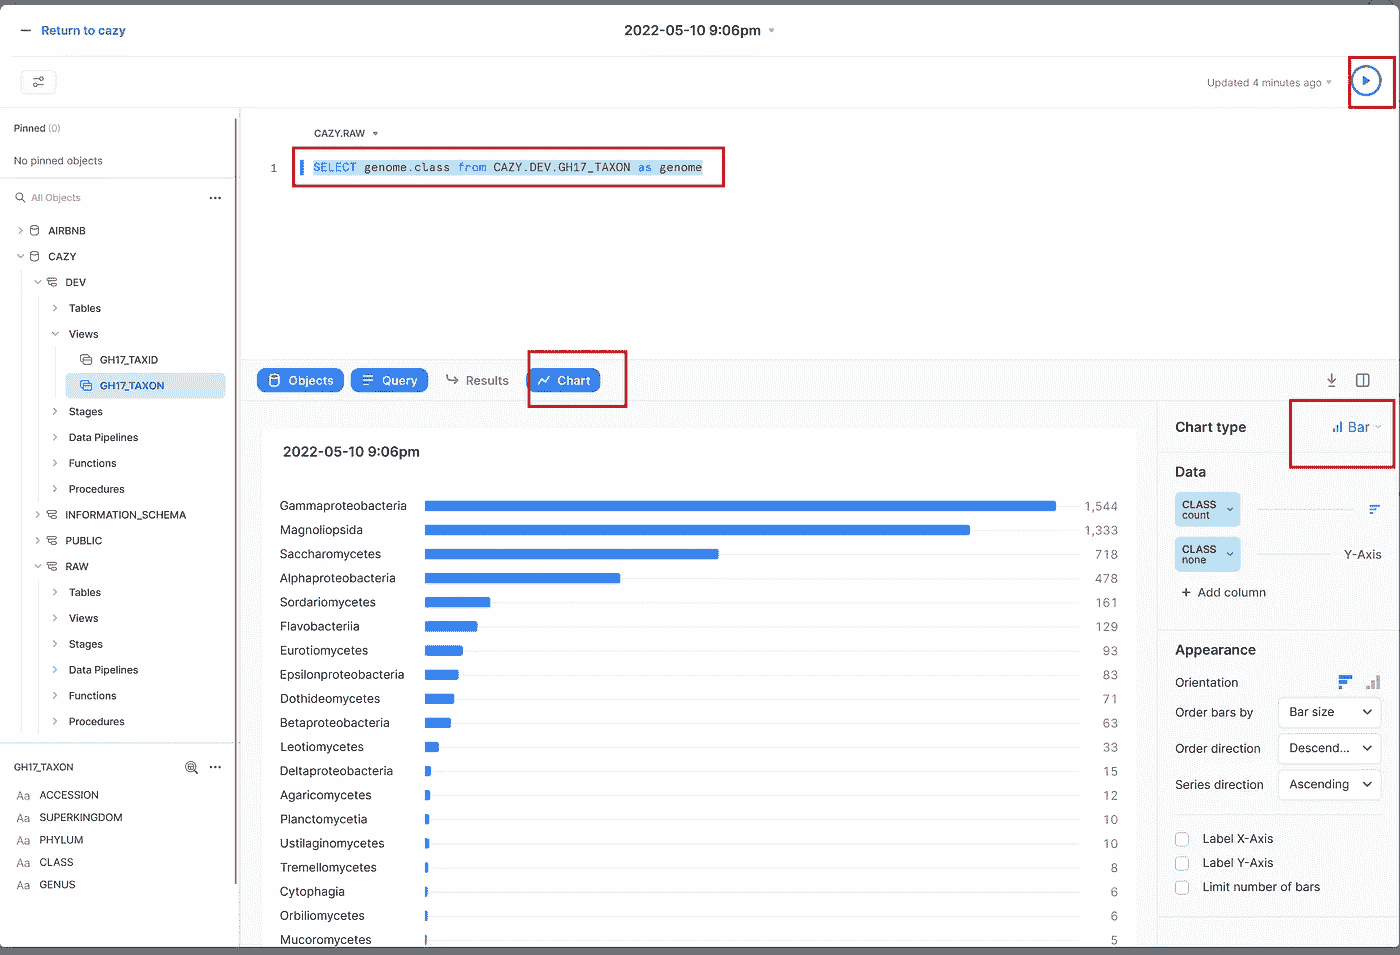 Return to cazy
2022-05-10 9:06pm
Updated 4 minutes ago
Pinned (0)
No pinned objects
All Objects
AIRBNB
CAZY
DEV
Tables
Views
GH17_TAXID
GH17_TAXON
Stages
Data Pipelines
Functions
Procedures
INFORMATION_SCHEMA
PUBLIC
RAW
Tables
Views
Stages
Data Pipelines
Functions
Procedures
GH17_TAXON
Aa ACCESSION
Aa SUPERKINGDOM
Aa PHYLUM
Aa CLASS
Aa GENUS
CAZY.RAW
1 SELECT genome.class from CAZY.DEV.GH17_TAXON as genome
Objects Query Results Chart
2022-05-10 9:06pm
Gammaproteobacteria 1,544
Magnoliopsida 1,333
Saccharomycetes 718
Alphaproteobacteria 478
Sordariomycetes 161
Flavobacteriia 129
Eurotiomycetes 93
Epsilonproteobacteria 83
Dothideomycetes 71
Betaproteobacteria 63
Leotiomycetes 33
Deltaproteobacteria 15
Agaricomycetes 12
Planctomycetia 10
Ustilaginomycetes 10
Tremellomycetes 8
Cytophagia 6
Orbiliomycetes 6
Mucoromycetes 5
Chart type Bar
Data
CLASS
count
CLASS
none
Y-Axis
+ Add column
Appearance
Orientation
Order bars by Bar size
Order direction Descend...
Series direction Ascending
Label X-Axis
Label Y-Axis
Limit number of bars